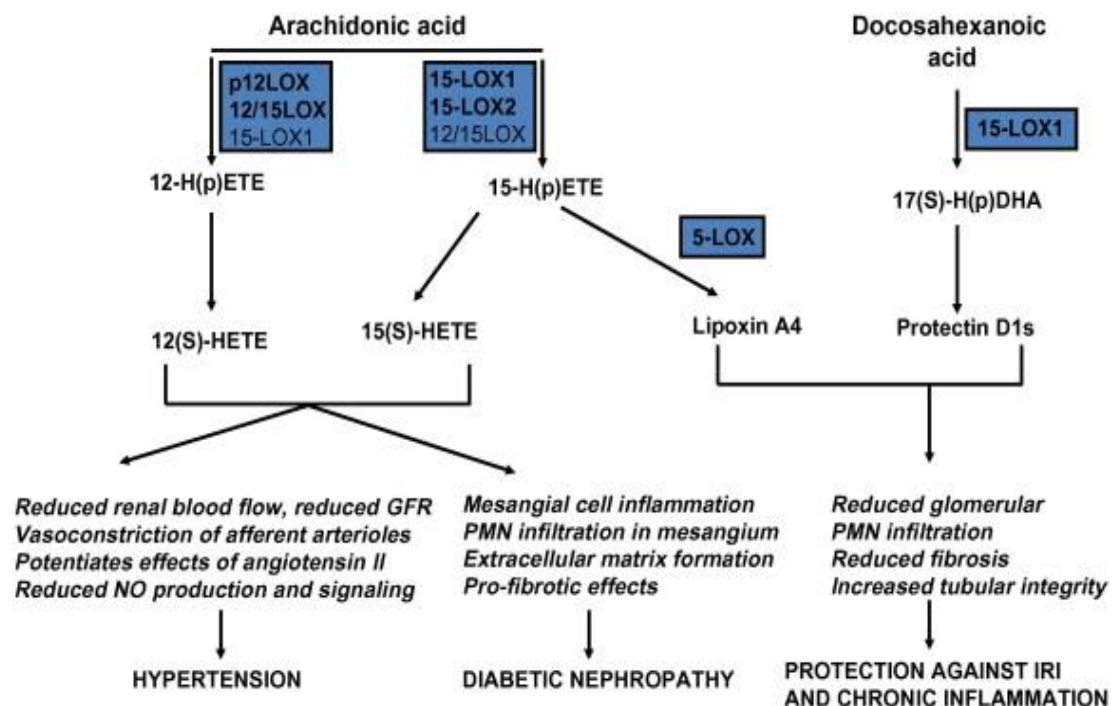 Arachidonic acid
Docosahexanoic
acid
p12LOX
12/15LOX
15-LOX1
15-LOX1
15-LOX2
12/15LOX
15-LOX1
12-H(p)ETE
15-H(p)ETE
17(S)-H(p)DHA
5-LOX
12(S)-HETE
15(S)-HETE
Lipoxin A4
Protectin D1s
Reduced renal blood flow, reduced GFR
Vasoconstriction of afferent arterioles
Potentiates effects of angiotensin II
Reduced NO production and signaling
Mesangial cell inflammation
PMN infiltration in mesangium
Extracellular matrix formation
Pro-fibrotic effects
Reduced glomerular
PMN infiltration
Reduced fibrosis
Increased tubular integrity
HYPERTENSION
DIABETIC NEPHROPATHY
PROTECTION AGAINST IRI
AND CHRONIC INFLAMMATION